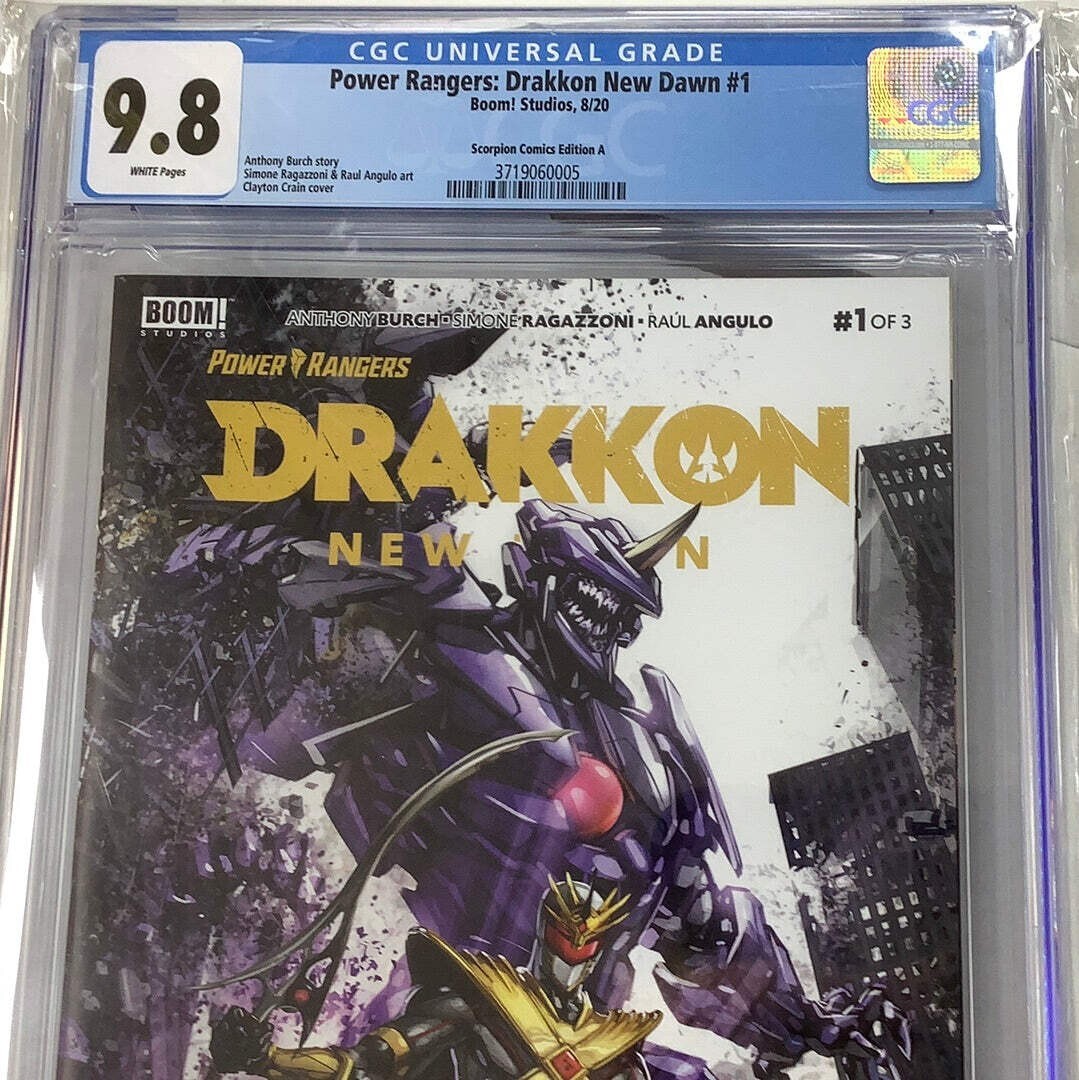 CGC UNIVERSAL GRADE
9.8
WHITE Pages
Power Rangers: Drakkon New Dawn #1
Boom! Studios, 8/20
Scorpion Comics Edition A
3719060005
Anthony Burch story
Simone Ragazzoni & Raul Angulo art
Clayton Crain cover
CGC
BOOM!
STUDIOS
ANTHONY BURCH • SIMONE RAGAZZONI • RAÚL ANGULO
#1 OF 3
POWER RANGERS
DRAKKON
NEW N